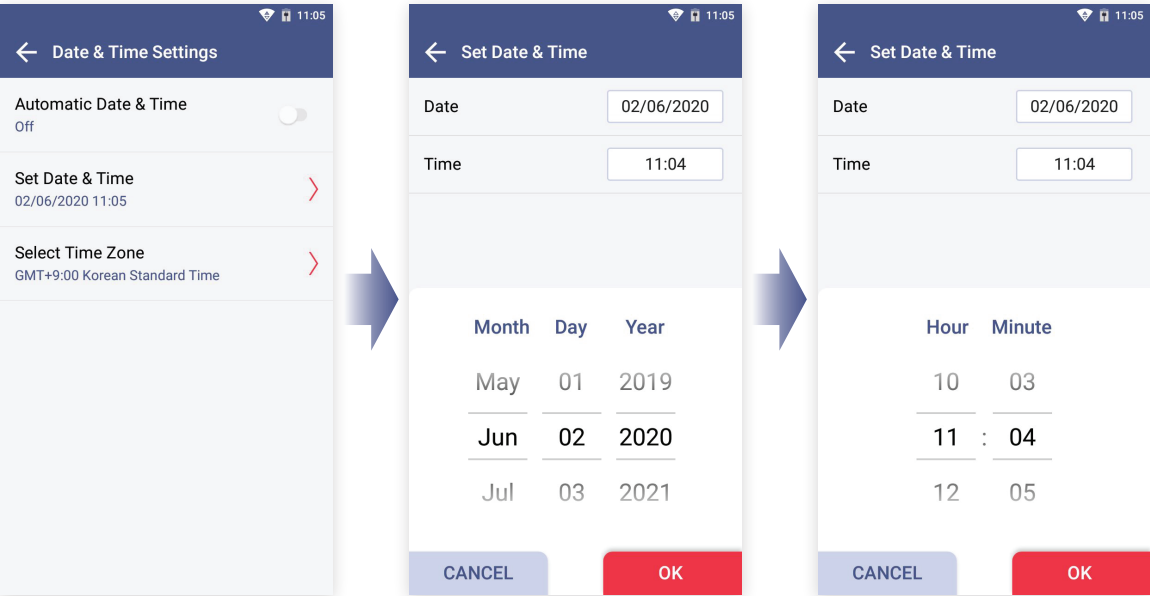 11:05
Date & Time Settings
Automatic Date & Time
Off
Set Date & Time
02/06/2020 11:05
Select Time Zone
GMT+9:00 Korean Standard Time
11:05
Set Date & Time
Date 02/06/2020
Time 11:04
Month Day Year
May 01 2019
Jun 02 2020
Jul 03 2021
CANCEL OK
11:05
Set Date & Time
Date 02/06/2020
Time 11:04
Hour Minute
10 03
11 : 04
12 05
CANCEL OK